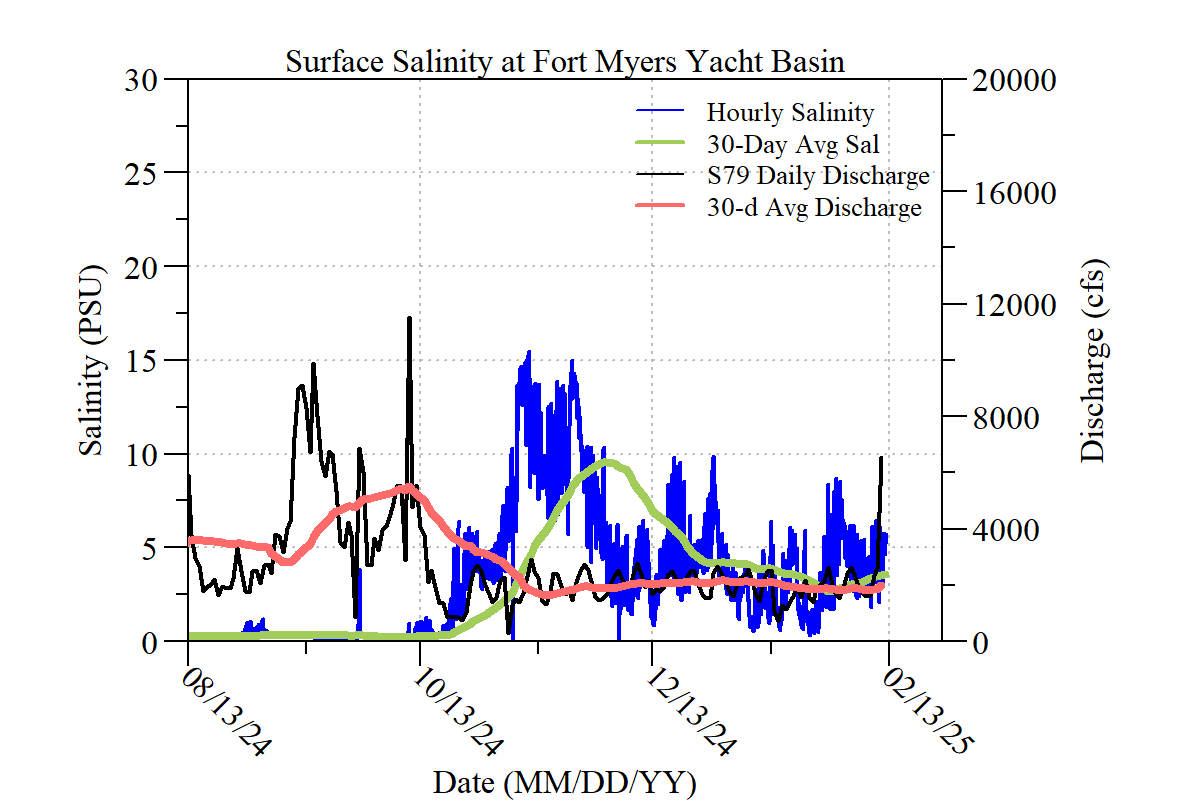 Surface Salinity at Fort Myers Yacht Basin
30
25
20
15
10
5
0
Salinity (PSU)
Hourly Salinity
30-Day Avg Sal
S79 Daily Discharge
30-d Avg Discharge
20000
16000
12000
8000
4000
0
Discharge (cfs)
08/13/24
10/13/24
12/13/24
02/13/25
Date (MM/DD/YY)